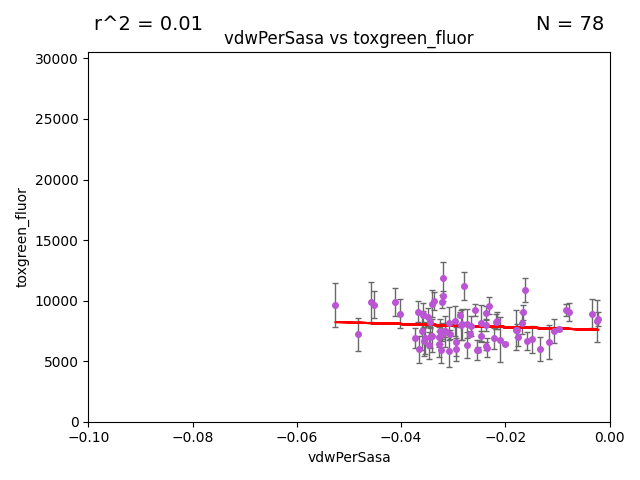 r^2 = 0.01
N = 78
vdwPerSasa vs toxgreen_fluor
30000
25000
20000
15000
10000
5000
0
toxgreen_fluor
−0.10
−0.08
−0.06
−0.04
−0.02
0.00
vdwPerSasa